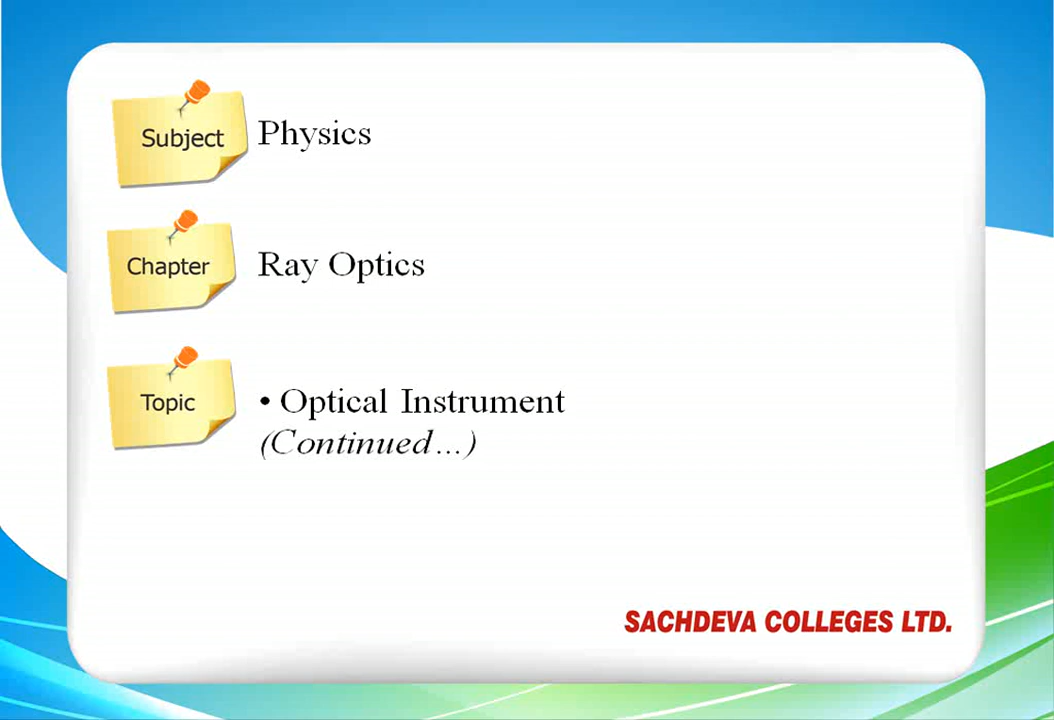 Subject Physics
Chapter Ray Optics
Topic • Optical Instrument
(Continued...)
SACHDEVA COLLEGES LTD.